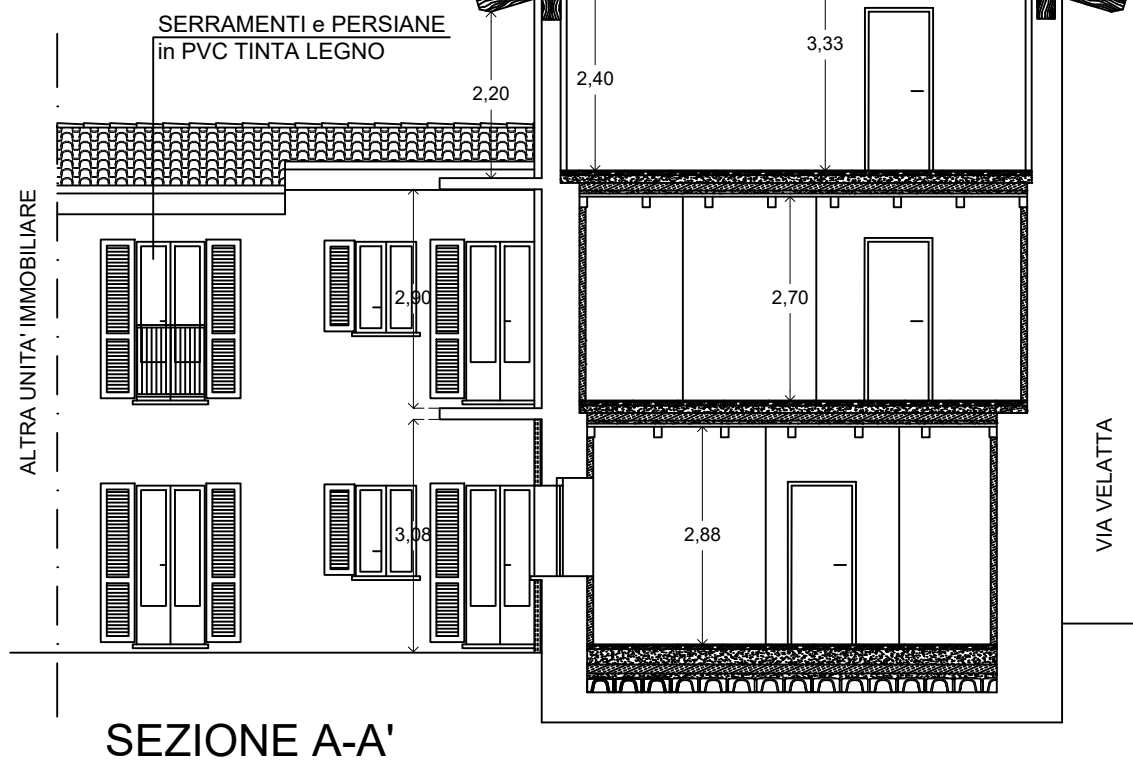 SERRAMENTI e PERSIANE
in PVC TINTA LEGNO
3,33
2,40
2,20
ALTRA UNITA' IMMOBILIARE
2,90
2,70
VIA VELATTA
3,08
2,88
SEZIONE A-A'